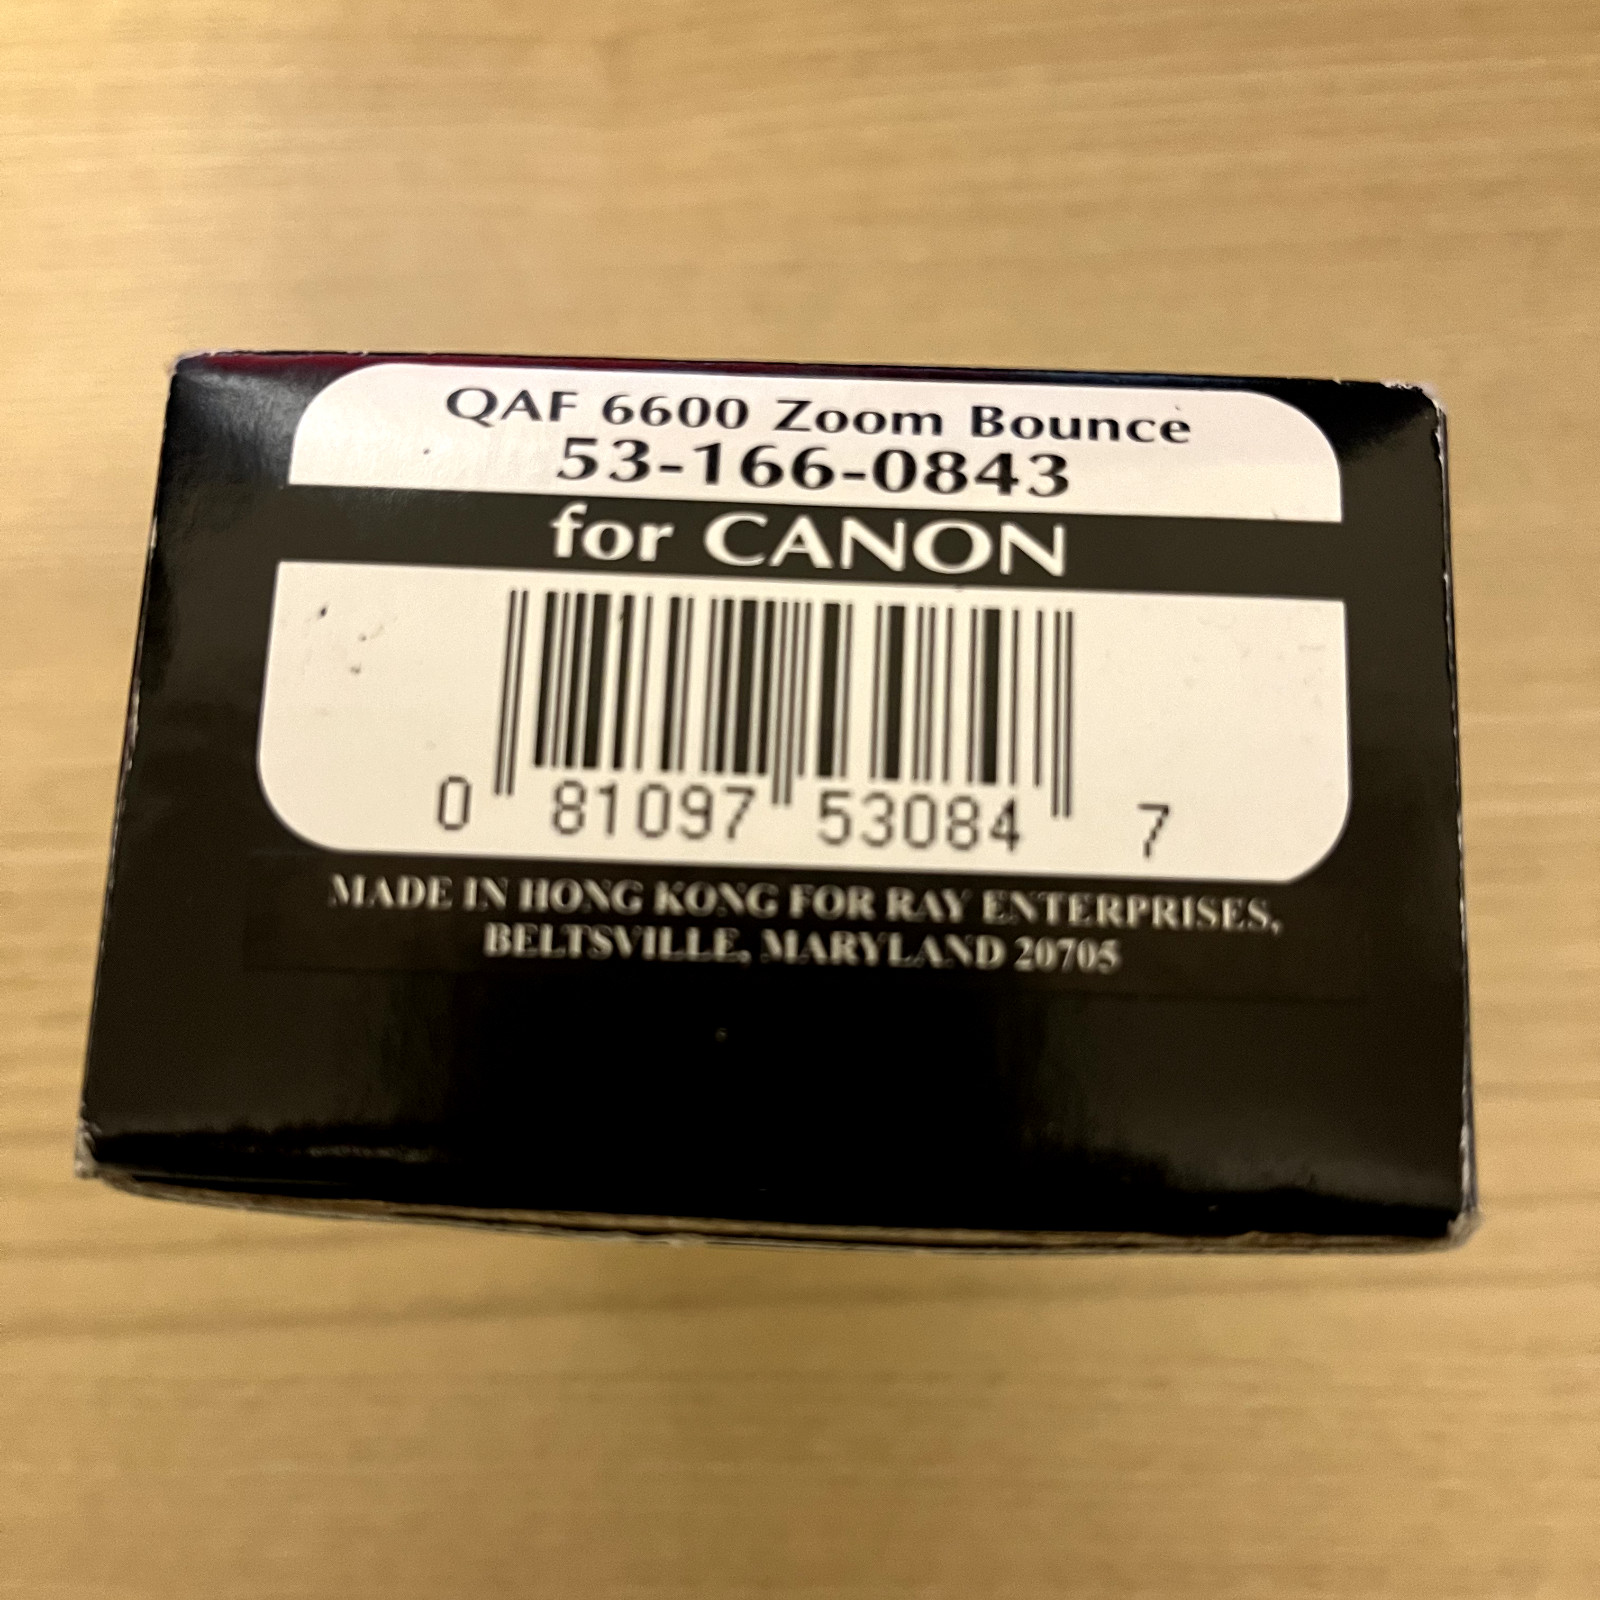 QAF 6600 Zoom Bounce
53-166-0843
for CANON
0 81097 53084 7
MADE IN HONG KONG FOR RAY ENTERPRISES,
BELTSVILLE, MARYLAND 20705